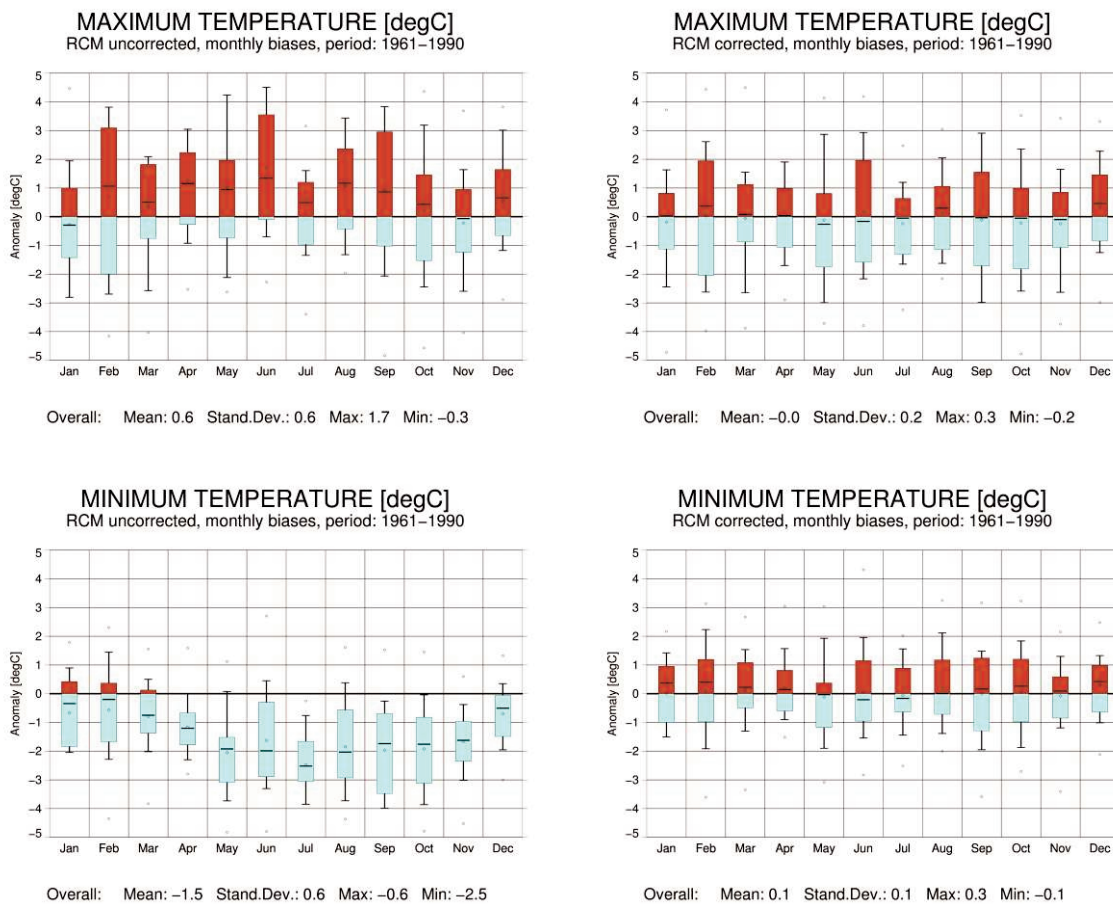 MAXIMUM TEMPERATURE [degC]
RCM uncorrected, monthly biases, period: 1961–1990
Anomaly [degC]
5
4
3
2
1
0
−1
−2
−3
−4
−5
Jan Feb Mar Apr May Jun Jul Aug Sep Oct Nov Dec
Overall: Mean: 0.6 Stand.Dev.: 0.6 Max: 1.7 Min: −0.3
MAXIMUM TEMPERATURE [degC]
RCM corrected, monthly biases, period: 1961–1990
Anomaly [degC]
5
4
3
2
1
0
−1
−2
−3
−4
−5
Jan Feb Mar Apr May Jun Jul Aug Sep Oct Nov Dec
Overall: Mean: −0.0 Stand.Dev.: 0.2 Max: 0.3 Min: −0.2
MINIMUM TEMPERATURE [degC]
RCM uncorrected, monthly biases, period: 1961–1990
Anomaly [degC]
5
4
3
2
1
0
−1
−2
−3
−4
−5
Jan Feb Mar Apr May Jun Jul Aug Sep Oct Nov Dec
Overall: Mean: −1.5 Stand.Dev.: 0.6 Max: −0.6 Min: −2.5
MINIMUM TEMPERATURE [degC]
RCM corrected, monthly biases, period: 1961–1990
Anomaly [degC]
5
4
3
2
1
0
−1
−2
−3
−4
−5
Jan Feb Mar Apr May Jun Jul Aug Sep Oct Nov Dec
Overall: Mean: 0.1 Stand.Dev.: 0.1 Max: 0.3 Min: −0.1